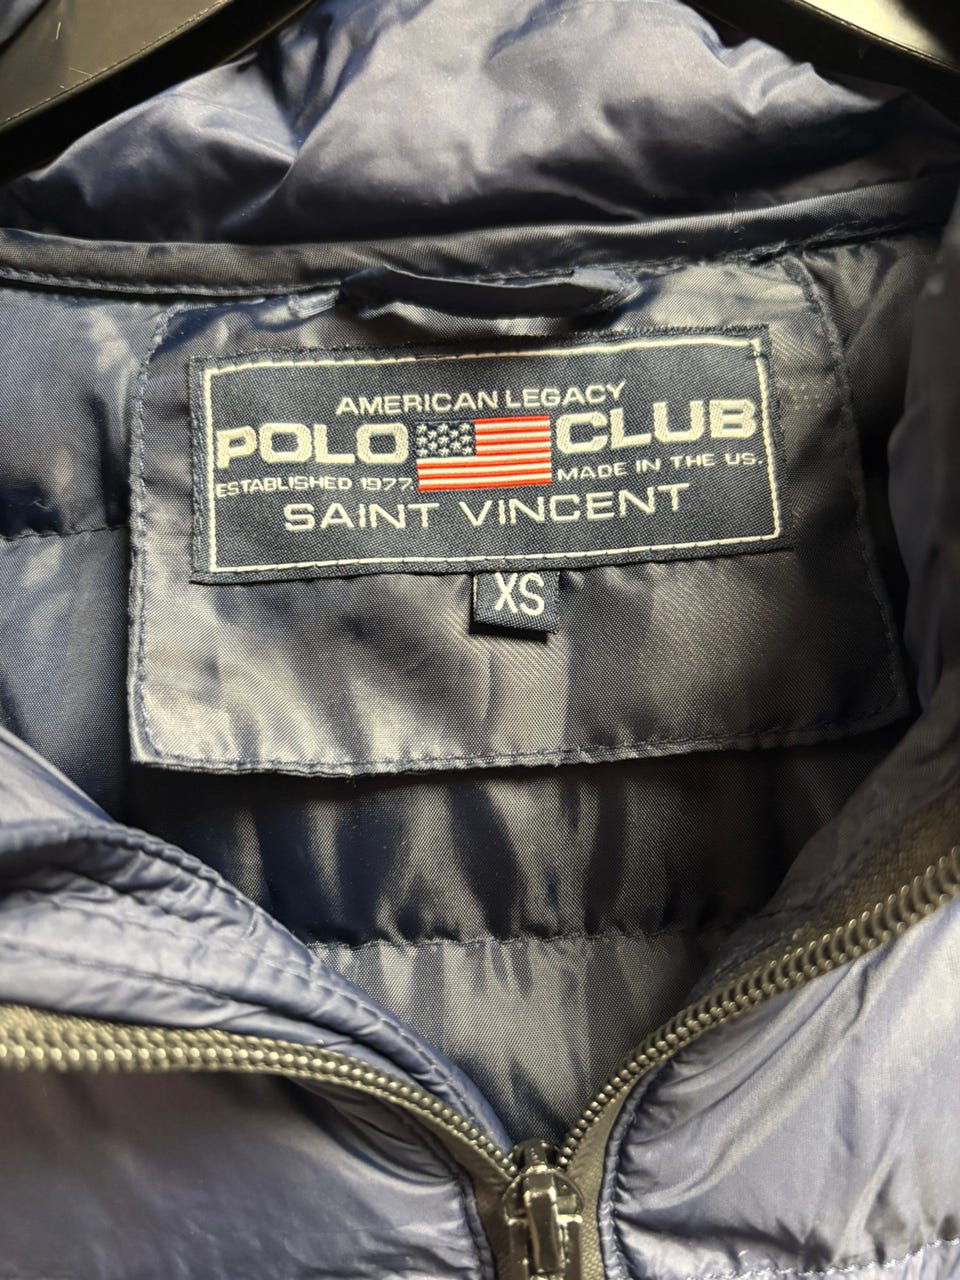 AMERICAN LEGACY
POLO CLUB
ESTABLISHED 1977. MADE IN THE US.
SAINT VINCENT
XS